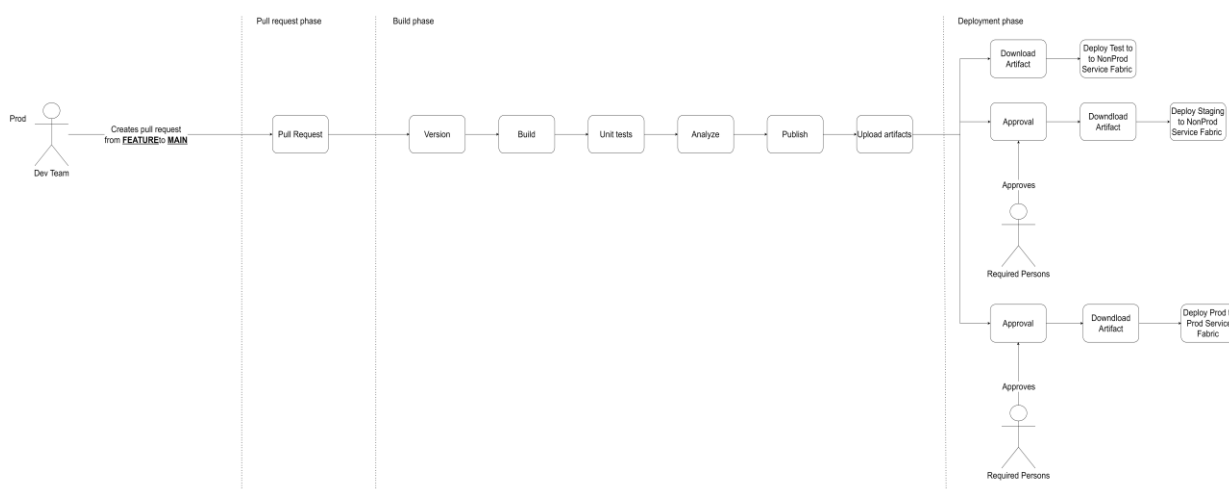 Pull request phase
Build phase
Deployment phase
Prod
Dev Team
Creates pull request
from FEATUREto MAIN
Pull Request
Version
Build
Unit tests
Analyze
Publish
Upload artifacts
Download
Artifact
Deploy Test to
to NonProd
Service Fabric
Approval
Downdload
Artifact
Deploy Staging
to NonProd
Service Fabric
Approves
Required Persons
Approval
Downdload
Artifact
Deploy Prod t
Prod Service
Fabric
Approves
Required Persons